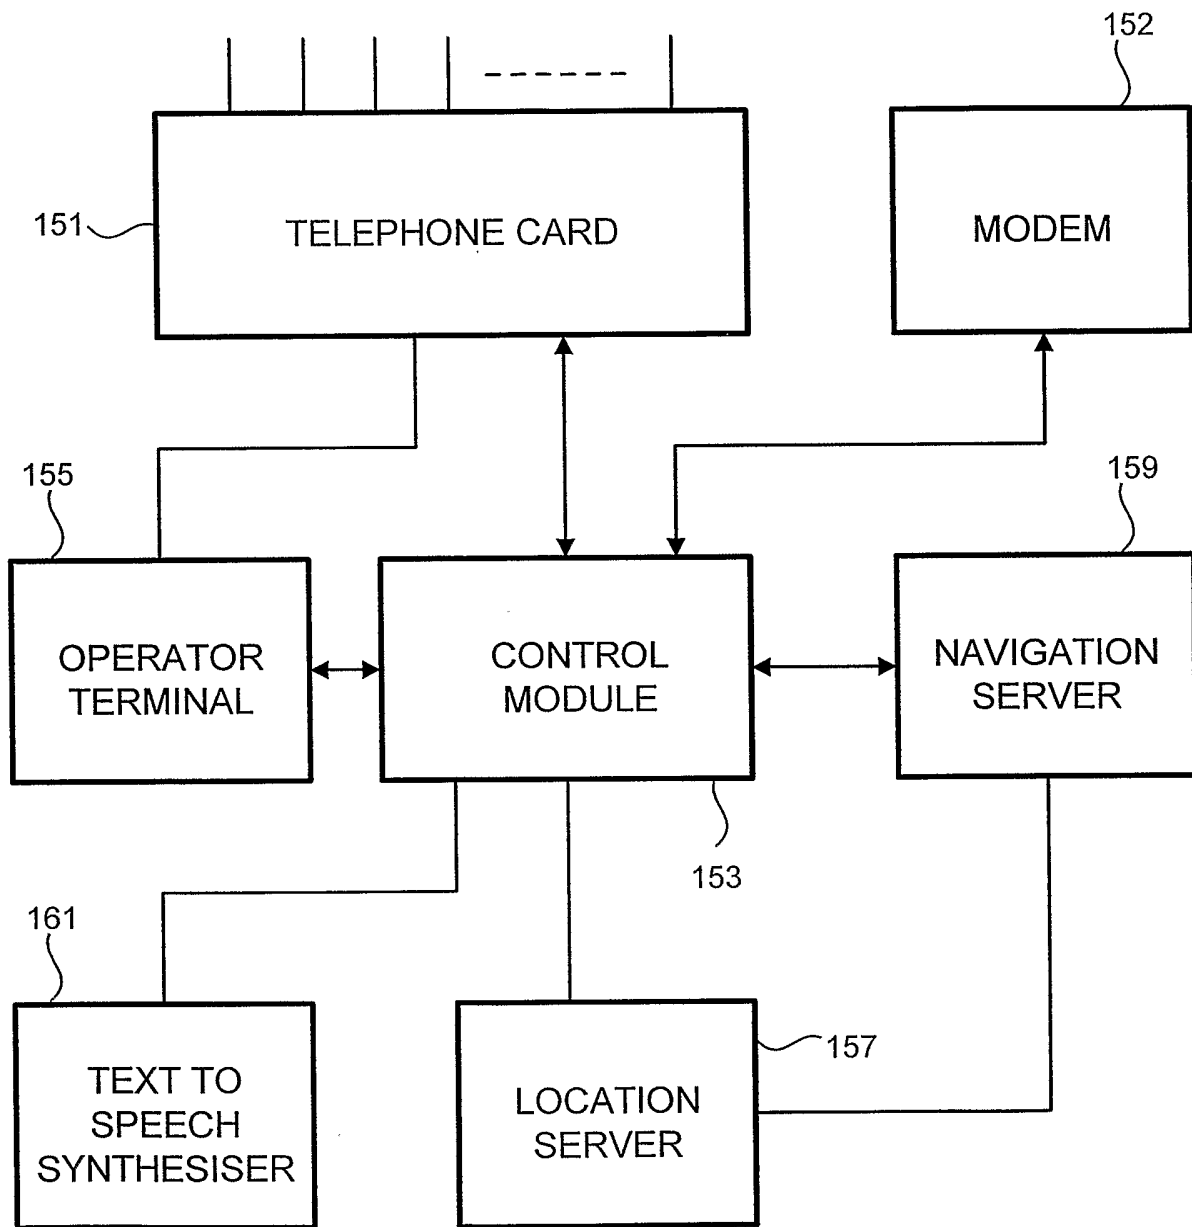 152
151
TELEPHONE CARD
MODEM
155
159
OPERATOR
TERMINAL
CONTROL
MODULE
NAVIGATION
SERVER
153
161
157
TEXT TO
SPEECH
SYNTHESISER
LOCATION
SERVER